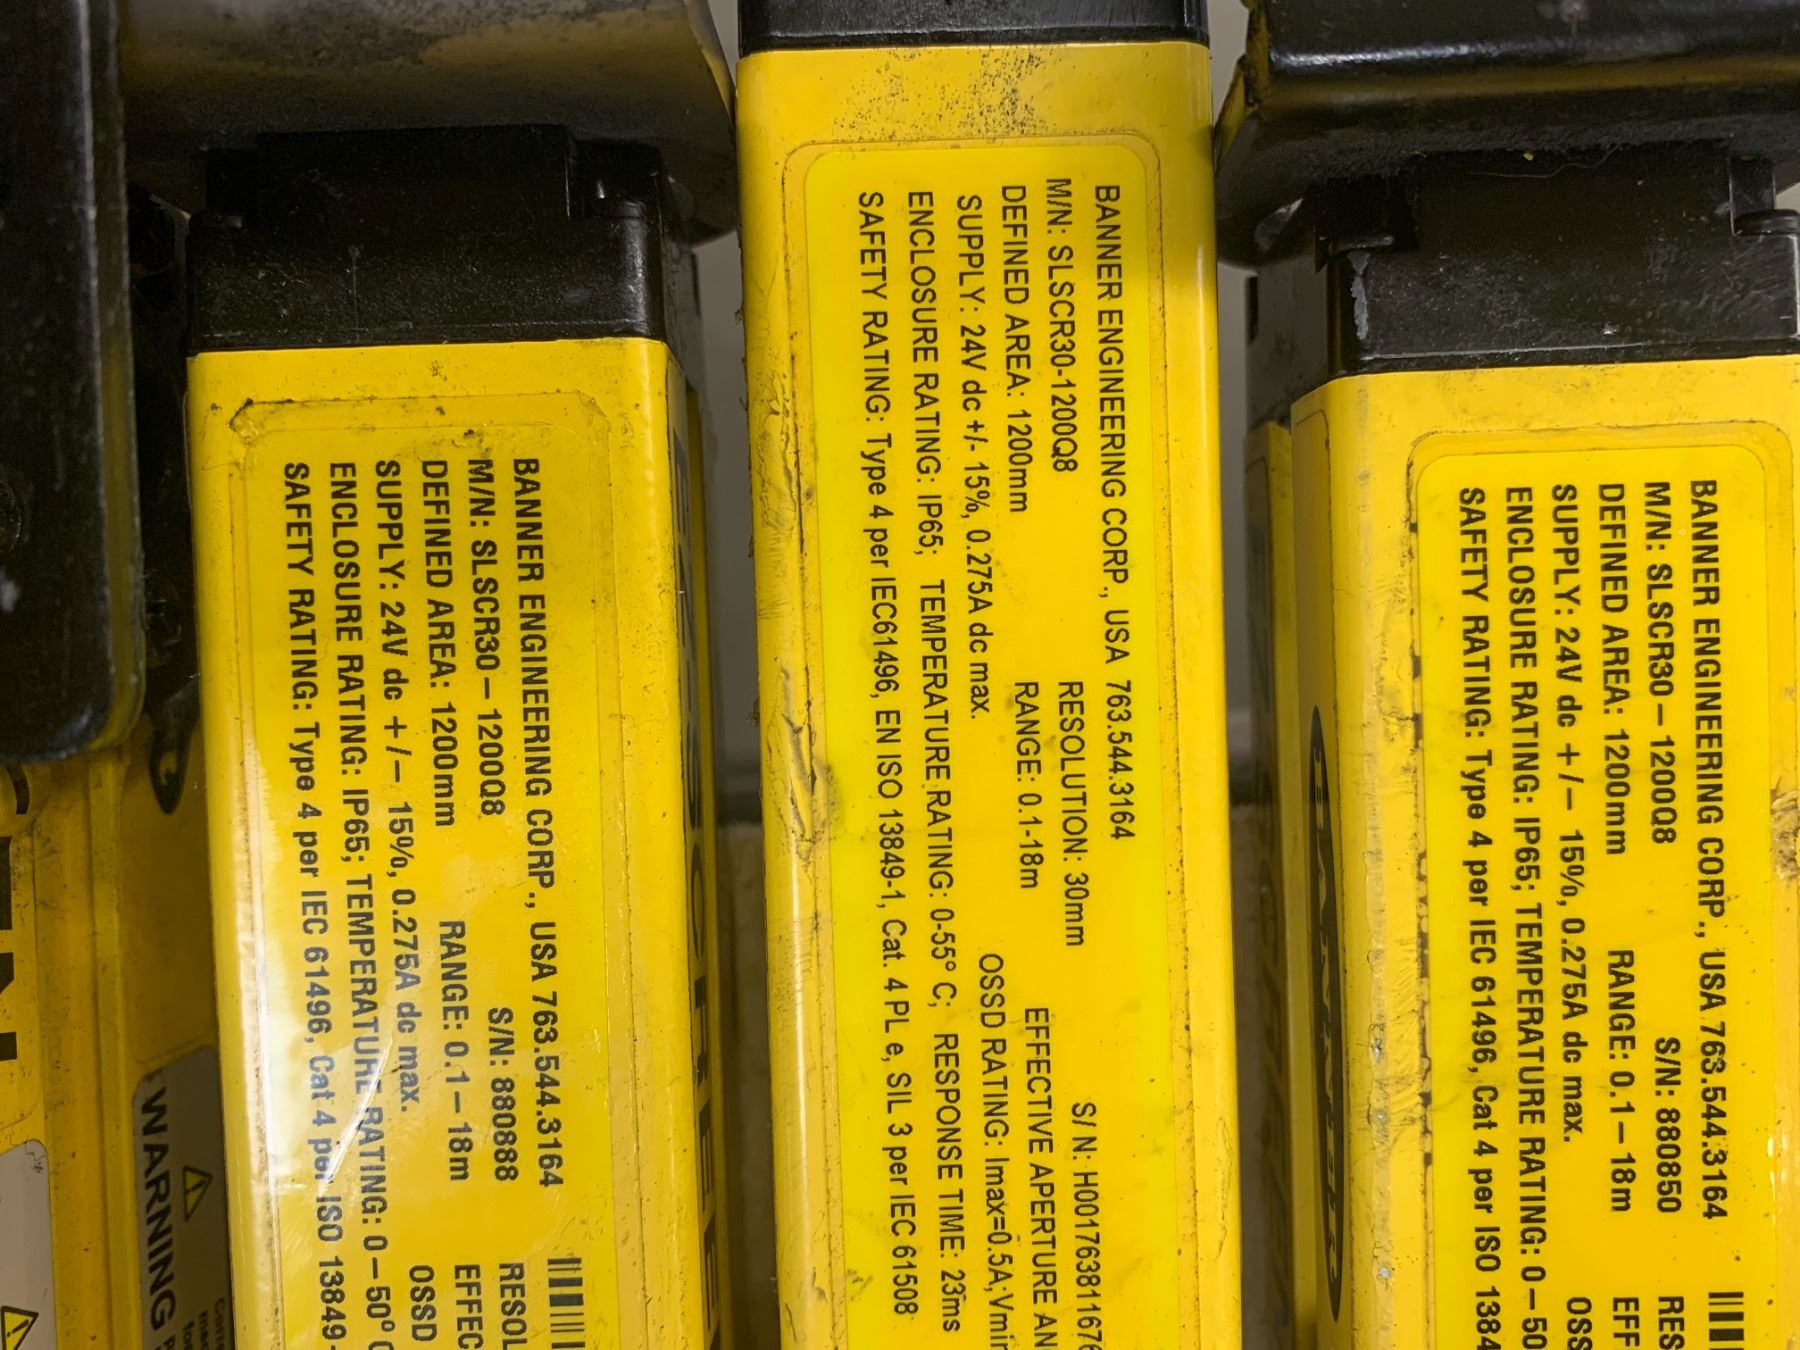 BANNER ENGINEERING CORP., USA 763.544.3164
M/N: SLSCR30–1200Q8 S/N: 880888 RESOL
DEFINED AREA: 1200mm RANGE: 0.1–18m EFFEC
SUPPLY: 24V dc +/– 15%, 0.275A dc max. OSSD
ENCLOSURE RATING: IP65; TEMPERATURE RATING: 0–50° C
SAFETY RATING: Type 4 per IEC 61496, Cat 4 per ISO 13849-
WARNING
BANNER ENGINEERING CORP., USA 763.544.3164
M/N: SLSCR30-1200Q8 RESOLUTION: 30mm S/ N: H001763811676
DEFINED AREA: 1200mm RANGE: 0.1-18m EFFECTIVE APERTURE AN
SUPPLY: 24V dc +/- 15%, 0.275A dc max. OSSD RATING: Imax=0.5A;Vmin
ENCLOSURE RATING: IP65; TEMPERATURE RATING: 0-55° C; RESPONSE TIME: 23ms
SAFETY RATING: Type 4 per IEC61496, EN ISO 13849-1, Cat. 4 PL e, SIL 3 per IEC 61508
BANNER
BANNER ENGINEERING CORP., USA 763.544.3164
M/N: SLSCR30–1200Q8 S/N: 880850 RES
DEFINED AREA: 1200mm RANGE: 0.1–18m EFF
SUPPLY: 24V dc +/– 15%, 0.275A dc max. OSS
ENCLOSURE RATING: IP65; TEMPERATURE RATING: 0–50
SAFETY RATING: Type 4 per IEC 61496, Cat 4 per ISO 1384